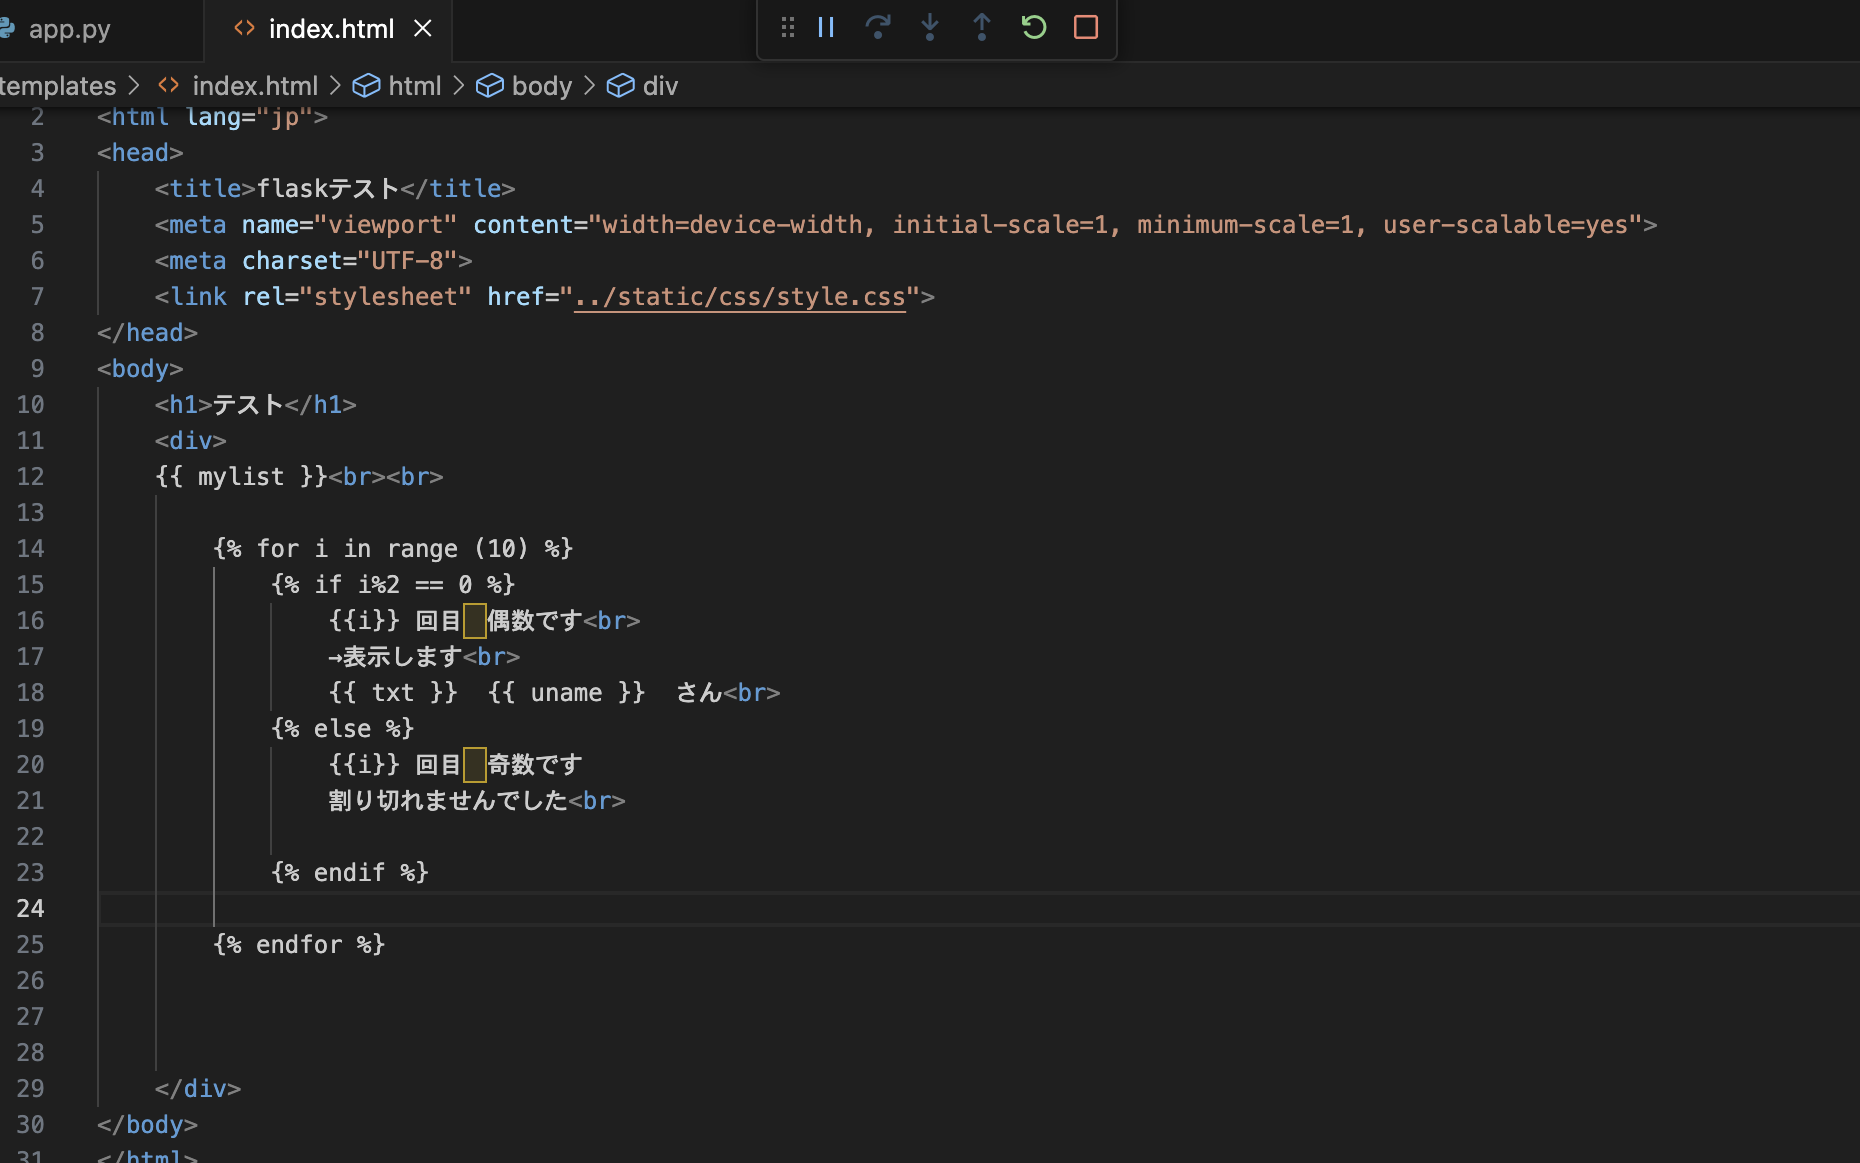 app.py
index.html
templates > index.html > html > body > div
2 <html lang="jp">
3 <head>
4 <title>flaskテスト</title>
5 <meta name="viewport" content="width=device-width, initial-scale=1, minimum-scale=1, user-scalable=yes">
6 <meta charset="UTF-8">
7 <link rel="stylesheet" href="../static/css/style.css">
8 </head>
9 <body>
10 <h1>テスト</h1>
11 <div>
12 {{ mylist }}<br><br>
13
14 {% for i in range (10) %}
15 {% if i%2 == 0 %}
16 {{i}} 回目　偶数です<br>
17 →表示します<br>
18 {{ txt }}  {{ uname }}  さん<br>
19 {% else %}
20 {{i}} 回目　奇数です
21 割り切れませんでした<br>
22
23 {% endif %}
24
25 {% endfor %}
26
27
28
29 </div>
30 </body>
31 </html>